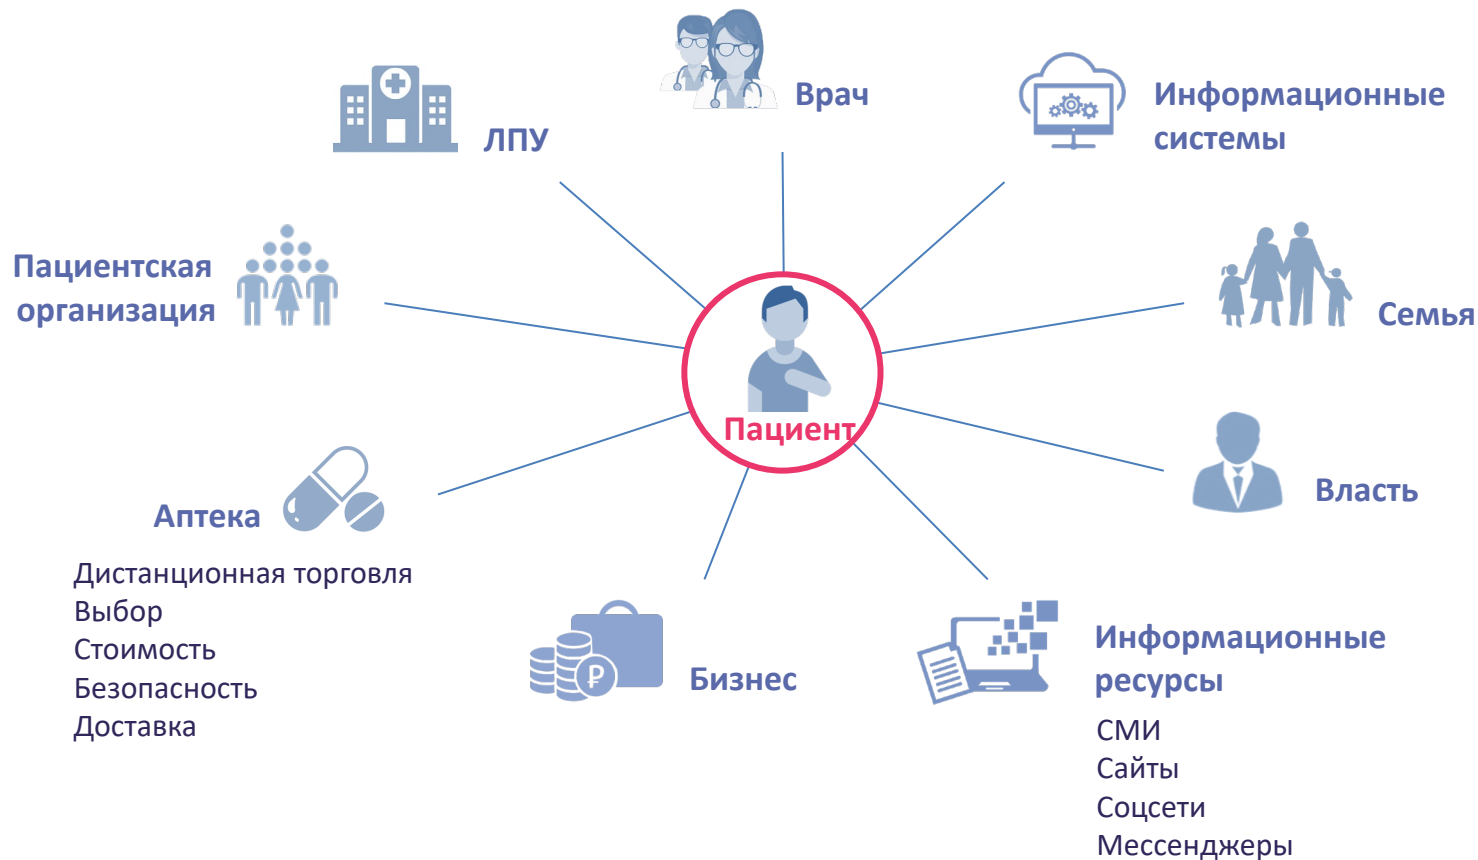 Врач
Информационные
системы
ЛПУ
Пациентская
организация
Семья
Пациент
Власть
Аптека
Дистанционная торговля
Выбор
Стоимость
Безопасность
Доставка
₽
Бизнес
Информационные
ресурсы
СМИ
Сайты
Соцсети
Мессенджеры